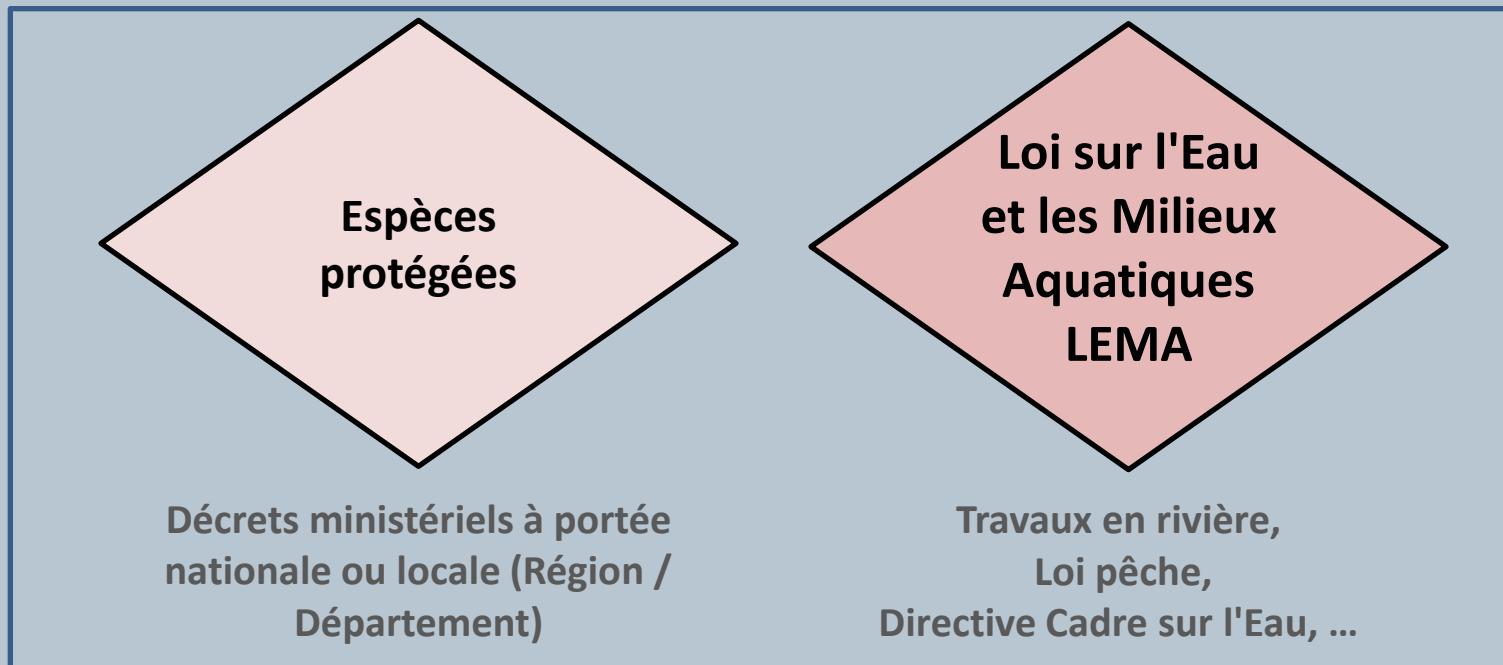 Espèces
protégées
Loi sur l'Eau
et les Milieux
Aquatiques
LEMA
Décrets ministériels à portée
nationale ou locale (Région /
Département)
Travaux en rivière,
Loi pêche,
Directive Cadre sur l'Eau, ...